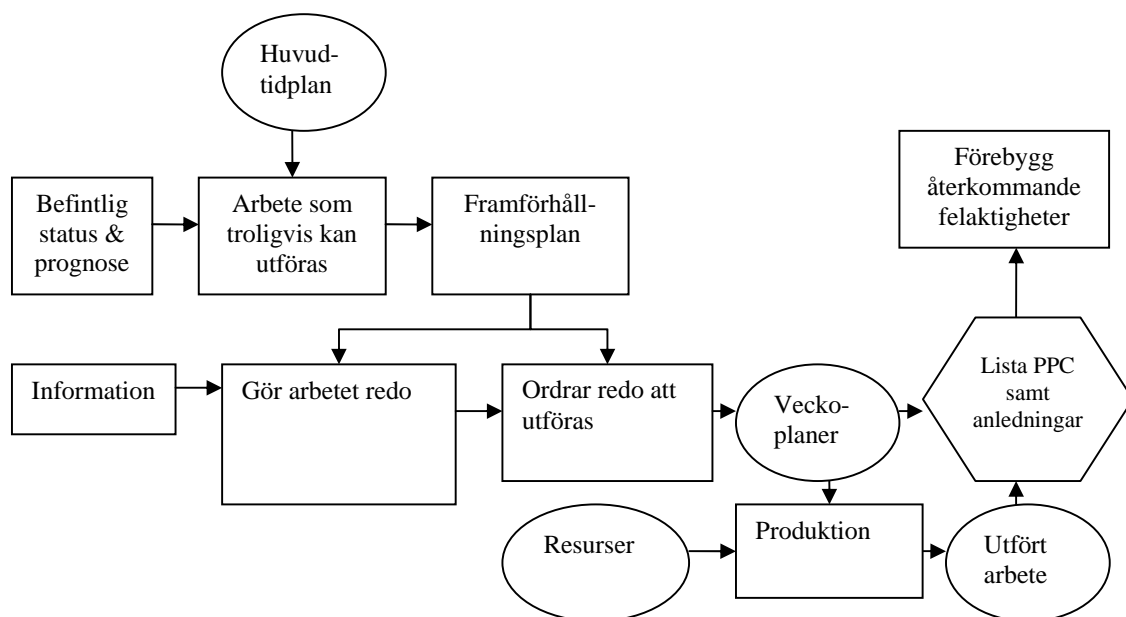 Huvud-
tidplan
Förebygg
återkommande
felaktigheter
Befintlig
status &
prognose
Arbete som
troligvis kan
utföras
Framförhåll-
ningsplan
Information
Gör arbetet redo
Ordrar redo att
utföras
Vecko-
planer
Lista PPC
samt
anledningar
Resurser
Produktion
Utfört
arbete